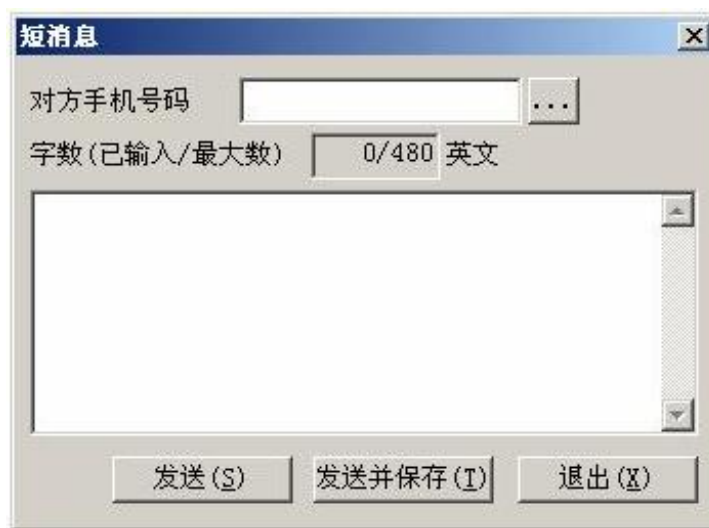 短消息
对方手机号码 ...
字数(已输入/最大数) 0/480 英文
发送(S) 发送并保存(T) 退出(X)